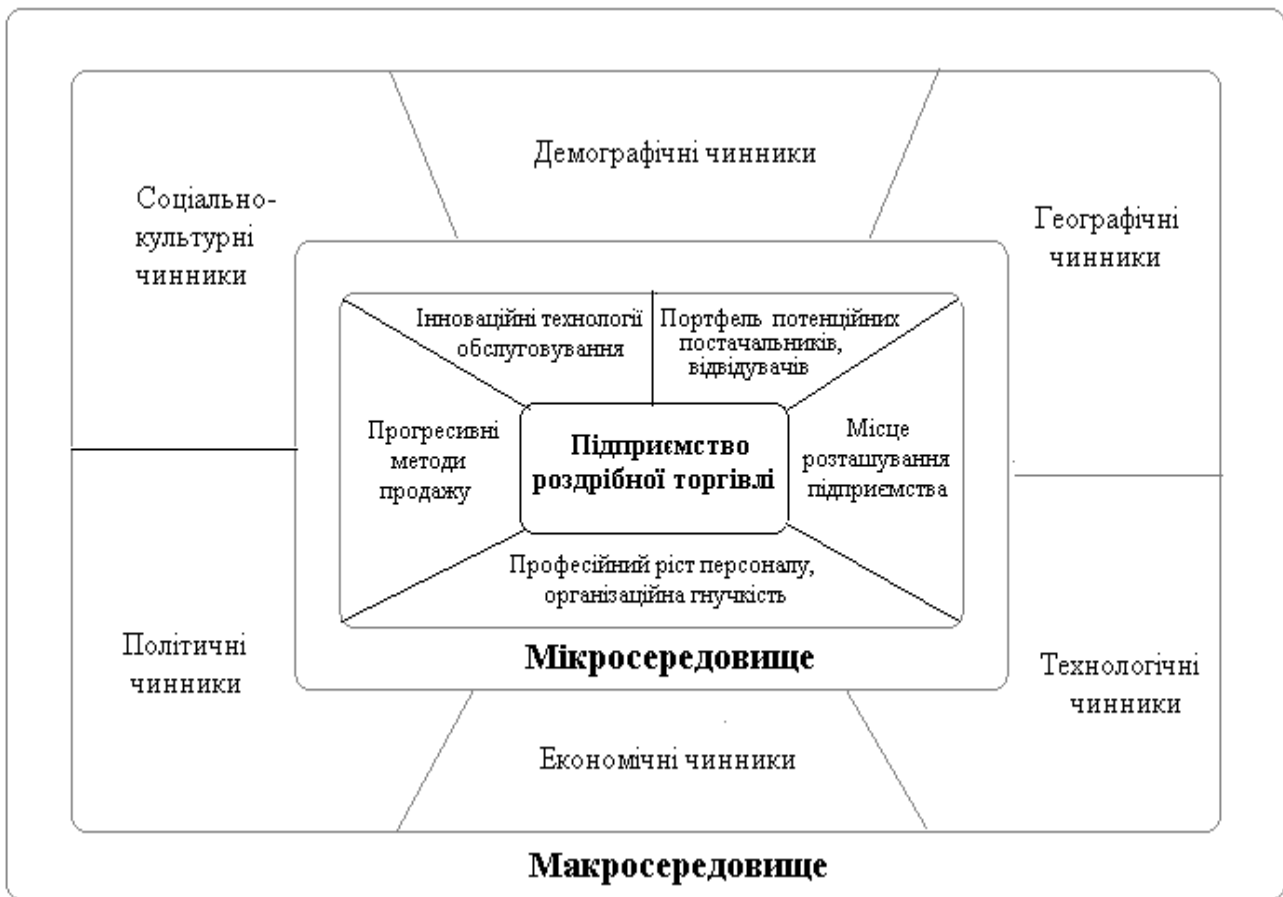 Демографічні чинники
Соціально-
культурні
чинники
Географічні
чинники
Інноваційні технології
обслуговування
Портфель потенційних
постачальників,
відвідувачів
Прогресивні
методи
продажу
Підприємство
роздрібної торгівлі
Місце
розташування
підприємства
Професійний ріст персоналу,
організаційна гнучкість
Мікросередовище
Політичні
чинники
Технологічні
чинники
Економічні чинники
Макросередовище